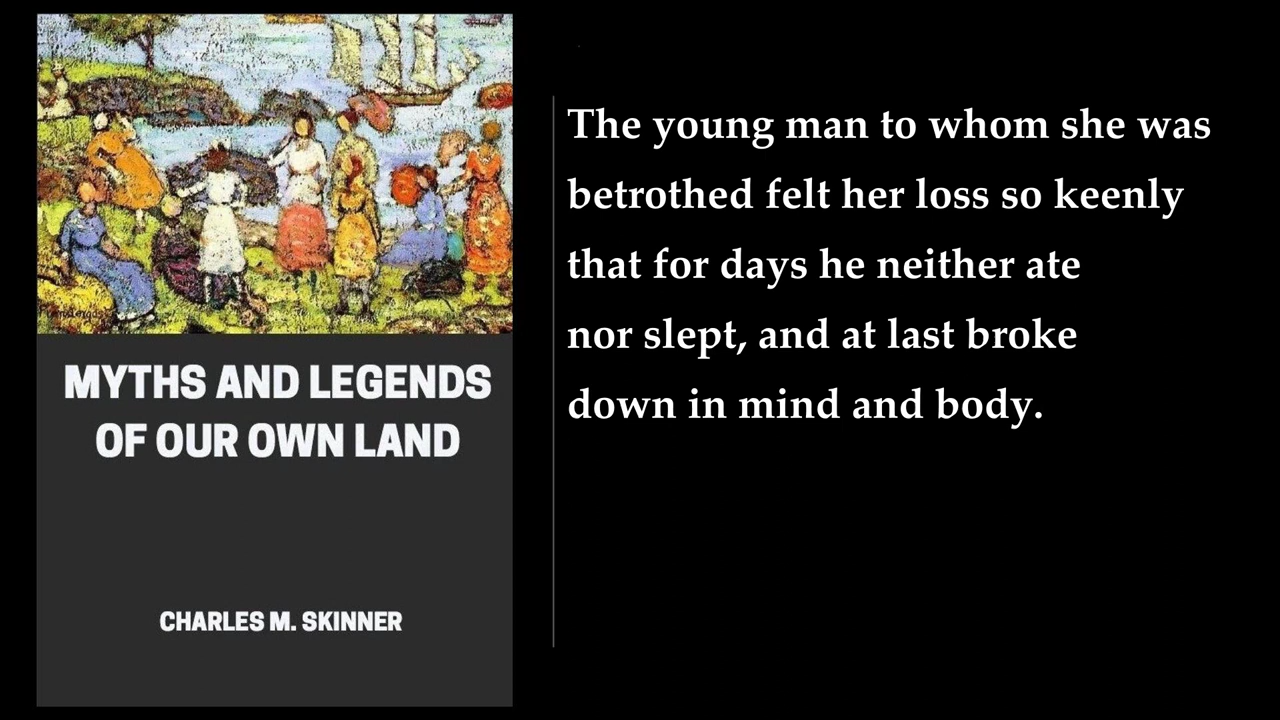 MYTHS AND LEGENDS
OF OUR OWN LAND
CHARLES M. SKINNER
The young man to whom she was
betrothed felt her loss so keenly
that for days he neither ate
nor slept, and at last broke
down in mind and body.